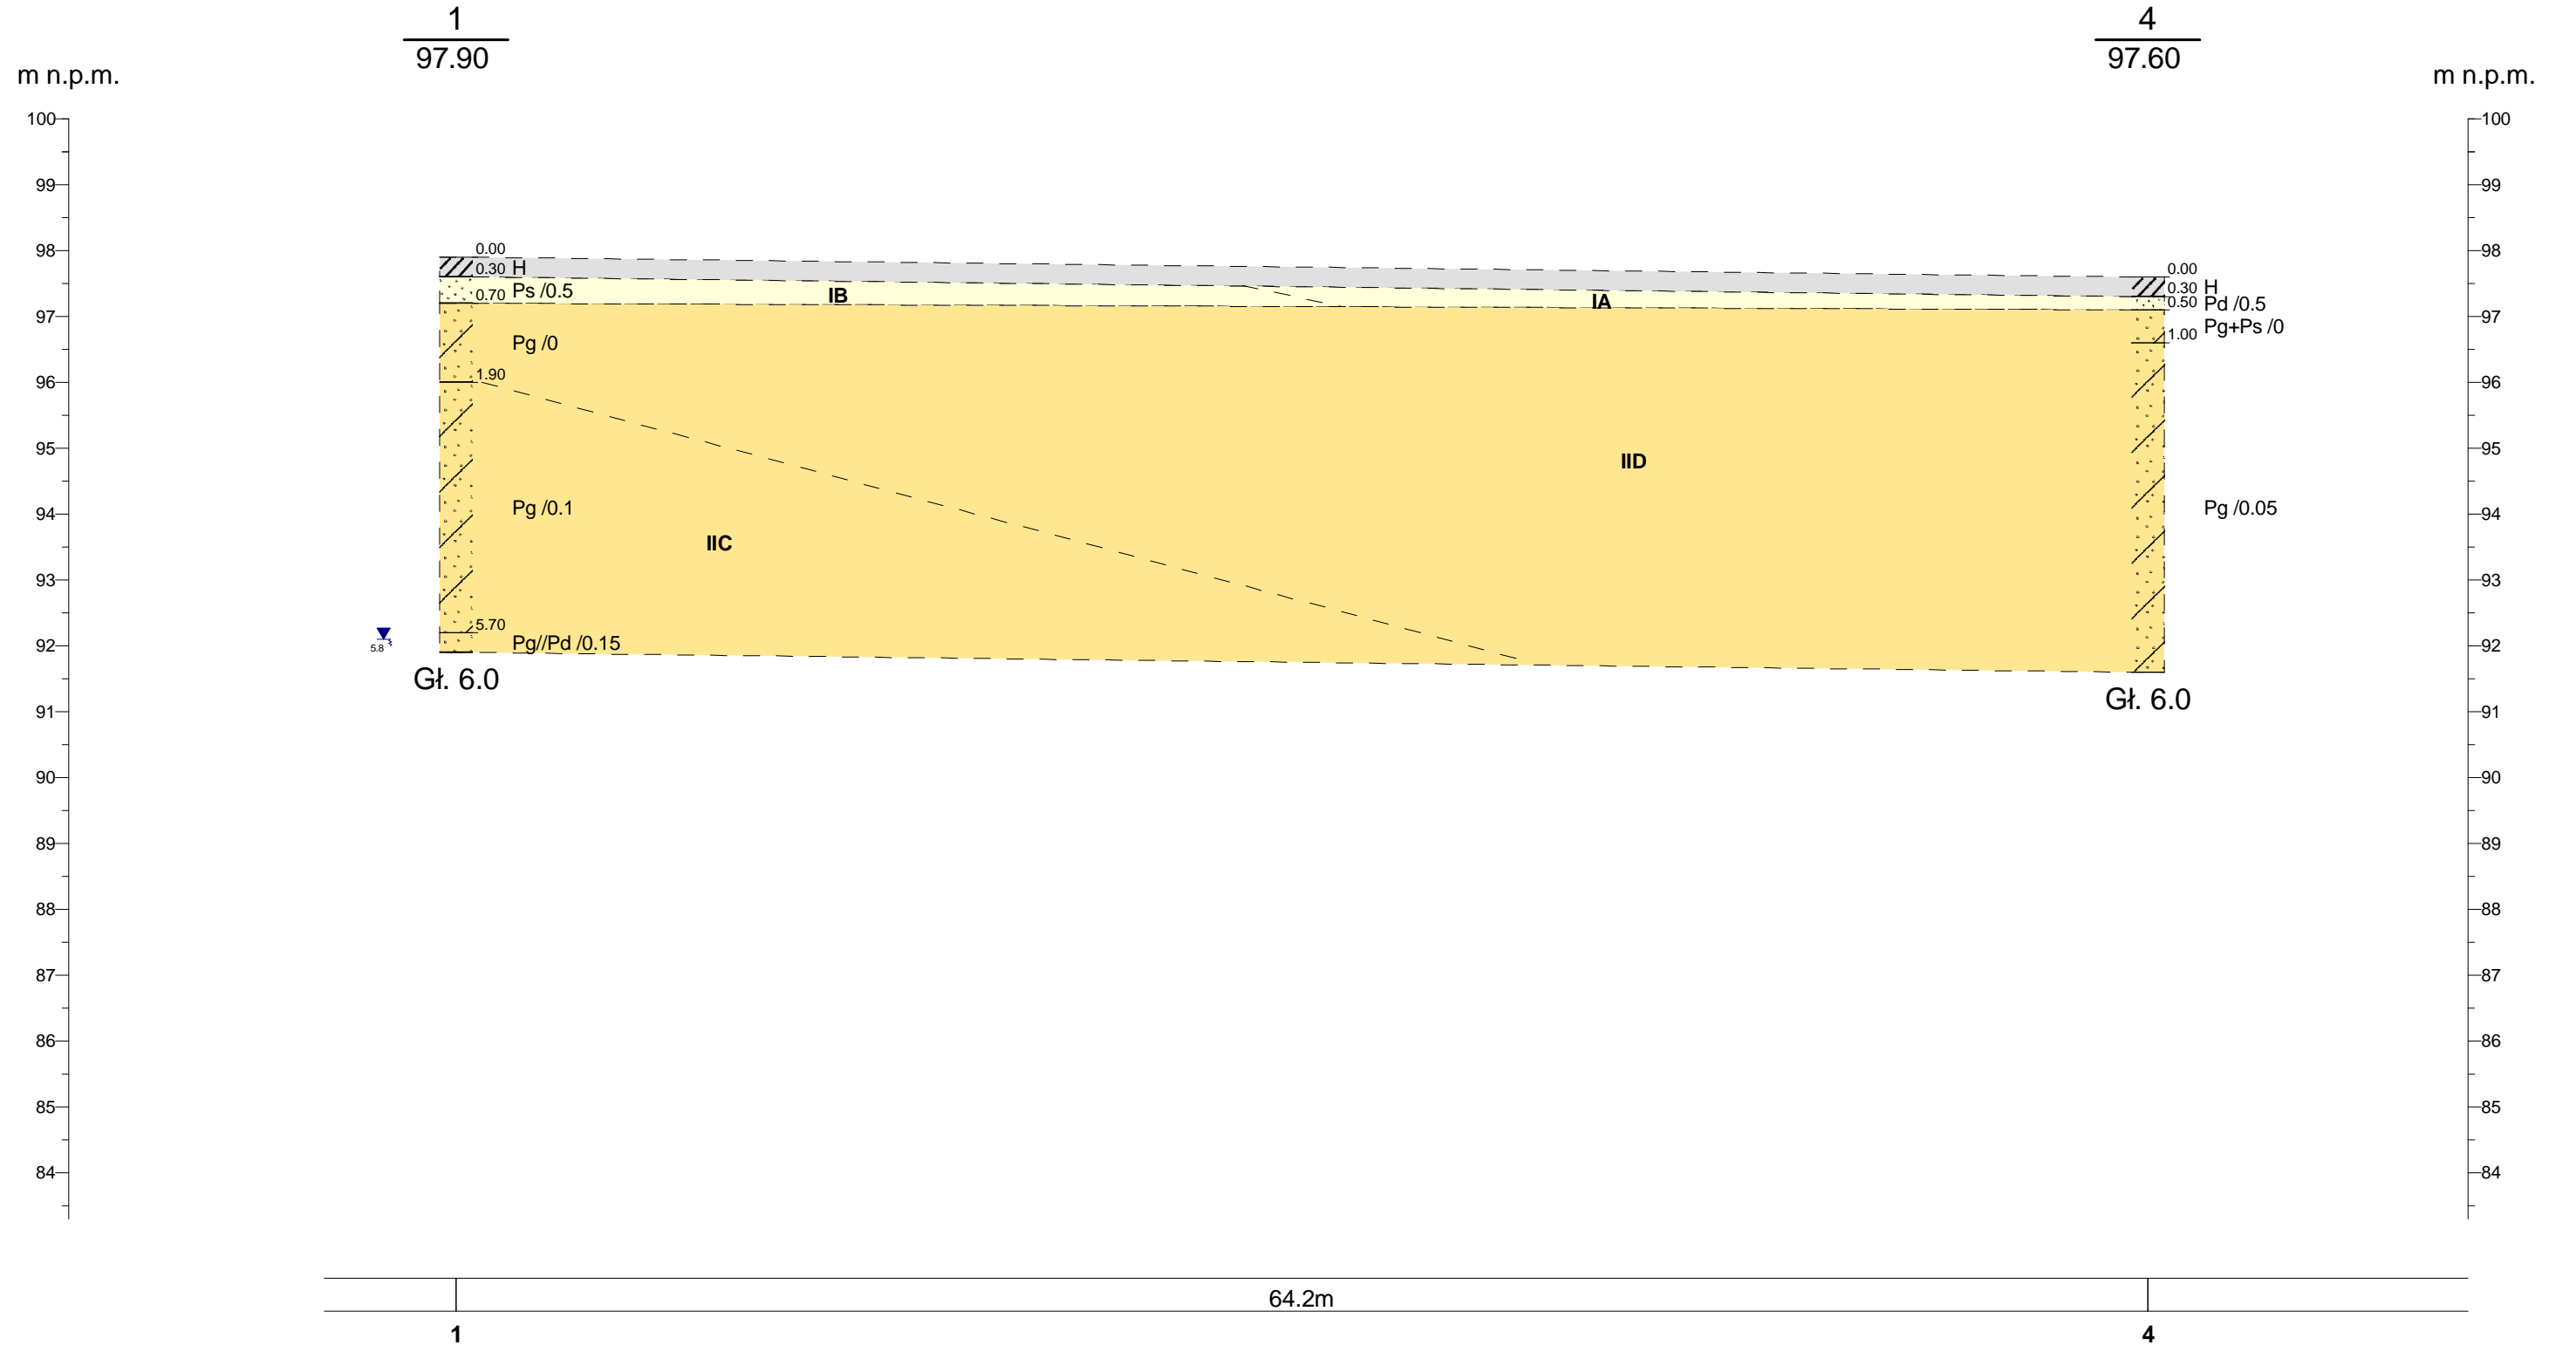 1
97.90
4
97.60
m n.p.m.
m n.p.m.
100
99
98
97
96
95
94
93
92
91
90
89
88
87
86
85
84
0.00
0.30 H
0.70 Ps /0.5
Pg /0
1.90
Pg /0.1
5.70
Pg//Pd /0.15
5.8
Gł. 6.0
IB
IA
IID
IIC
0.00
0.30 H
0.50 Pd /0.5
Pg+Ps /0
1.00
Pg /0.05
Gł. 6.0
100
99
98
97
96
95
94
93
92
91
90
89
88
87
86
85
84
64.2m
1
4